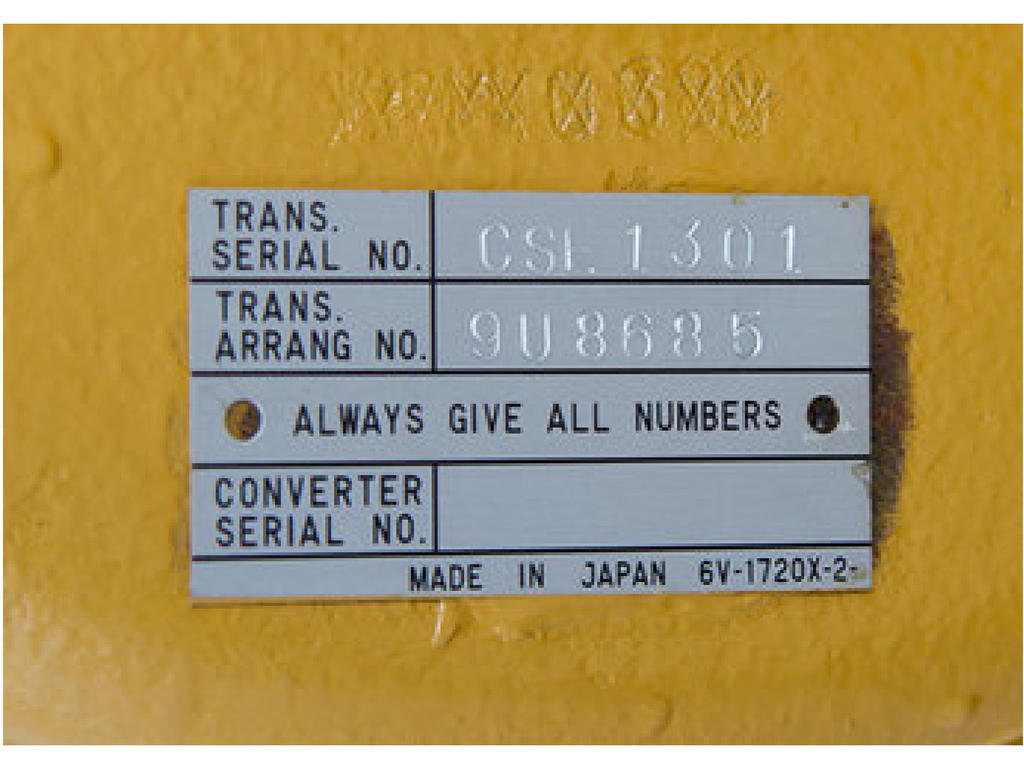 TRANS.
SERIAL NO.
CSE1301
TRANS.
ARRANG NO.
9U8685
ALWAYS GIVE ALL NUMBERS
CONVERTER
SERIAL NO.
MADE IN JAPAN 6V-1720X-2